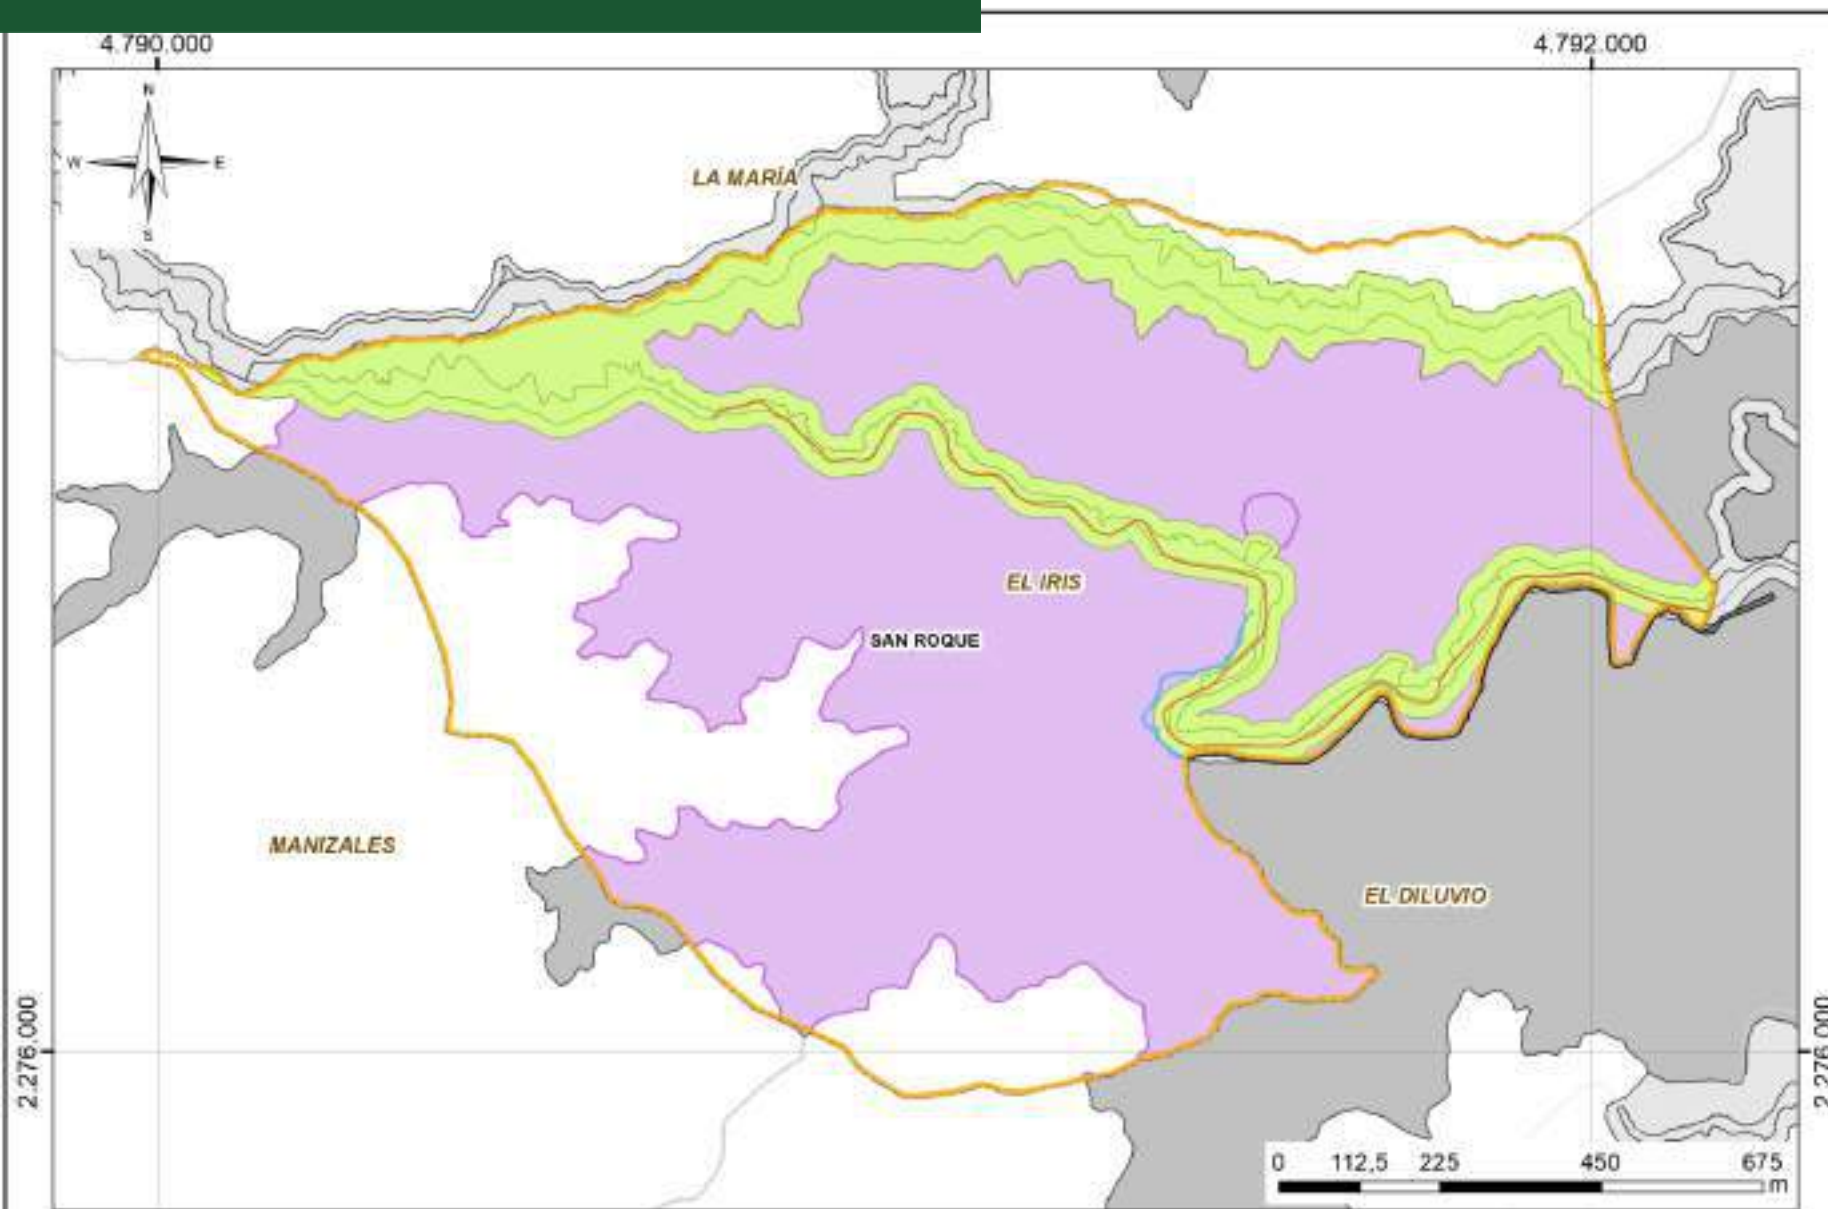 4.790.000
4.792.000
N
W
E
S
LA MARÍA
EL IRIS
SAN ROQUE
MANIZALES
EL DILUVIO
2.276.000
2.276.000
0 112,5 225 450 675
m